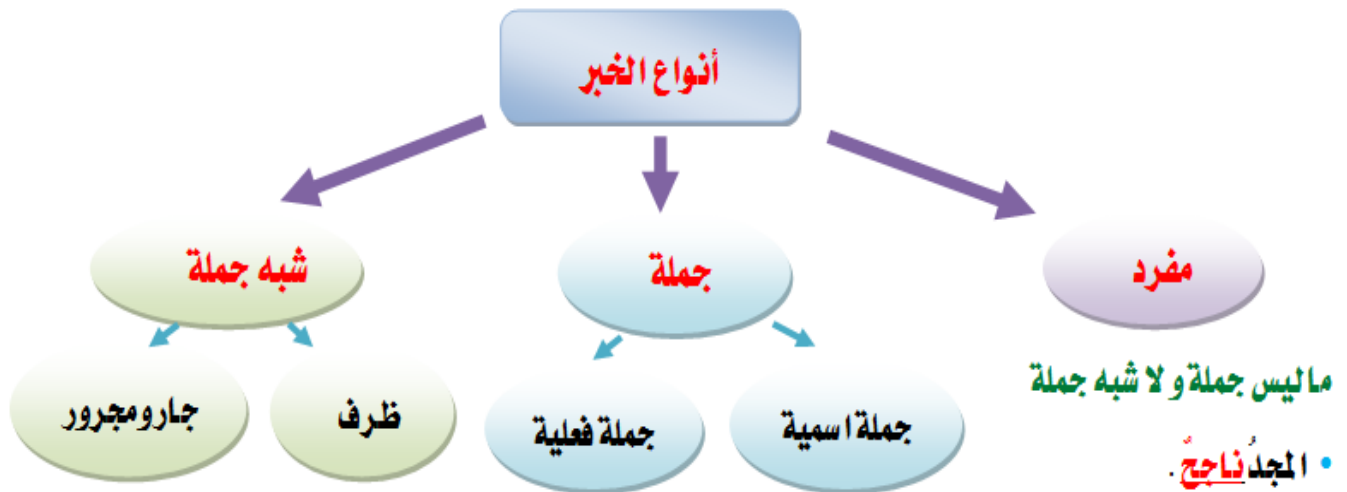 أنواع الخبر
مفرد
جملة
شبه جملة
ما ليس جملة و لا شبه جملة
• المجدُ ناجحٌ.
جملة اسمية
جملة فعلية
ظرف
جار و مجرور